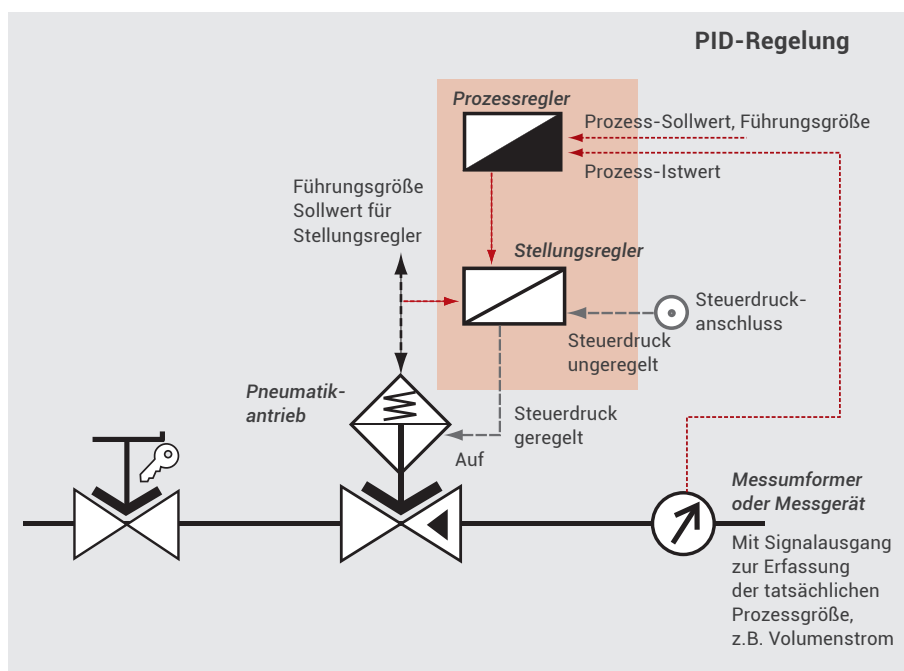 PID-Regelung
Prozessregler
Prozess-Sollwert, Führungsgröße
Prozess-Istwert
Führungsgröße
Sollwert für
Stellungsregler
Stellungsregler
Steuerdruck-
anschluss
Steuerdruck
ungeregelt
Pneumatik-
antrieb
Steuerdruck
geregelt
Auf
Messumformer
oder Messgerät
Mit Signalausgang
zur Erfassung
der tatsächlichen
Prozessgröße,
z.B. Volumenstrom